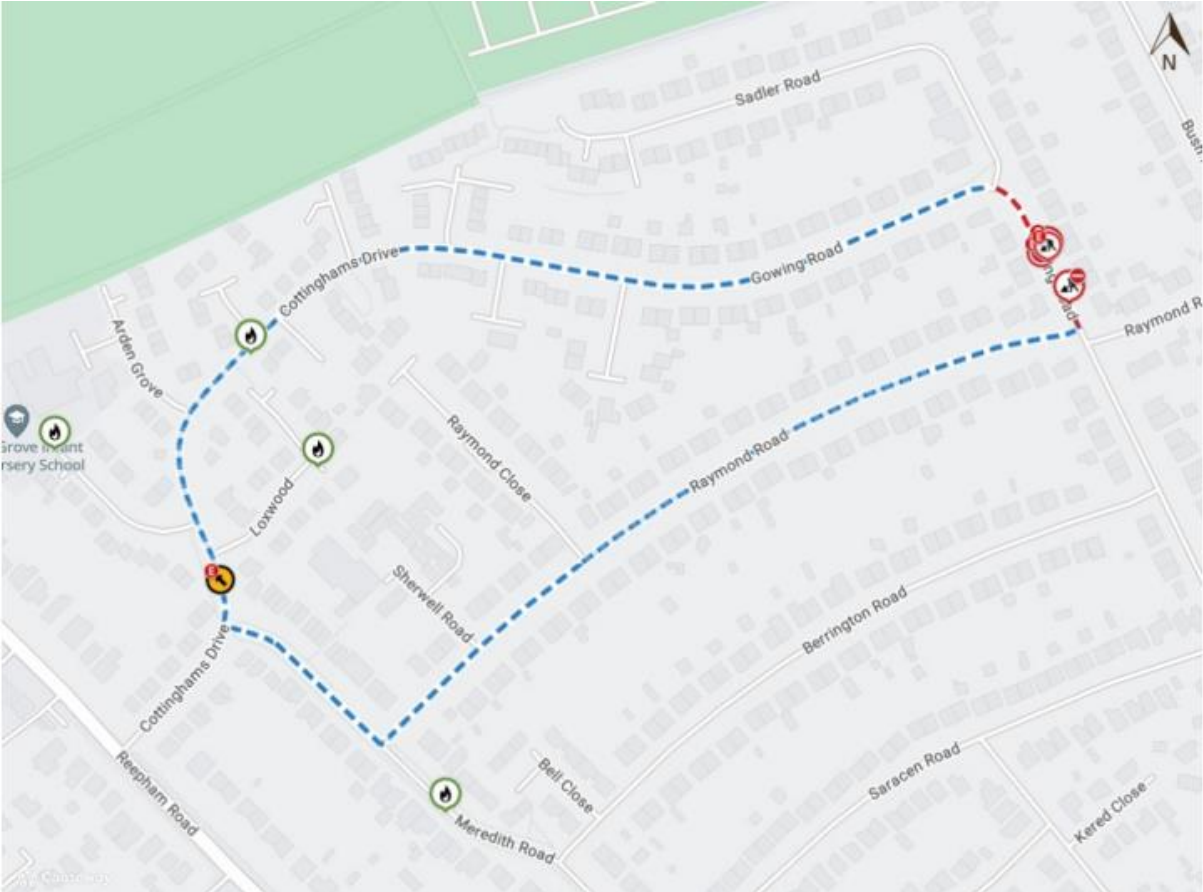 N
Sadler Road
Bush
Cottinghams Drive
Gowing Road
Raymond R
Arden Grove
Grove Infant
rsery School
Raymond Close
Raymond Road
Loxwood
Sherwell Road
Berrington Road
Cottinghams Drive
Reepham Road
Bell Close
Saracen Road
Meredith Road
Kered Close
E
E